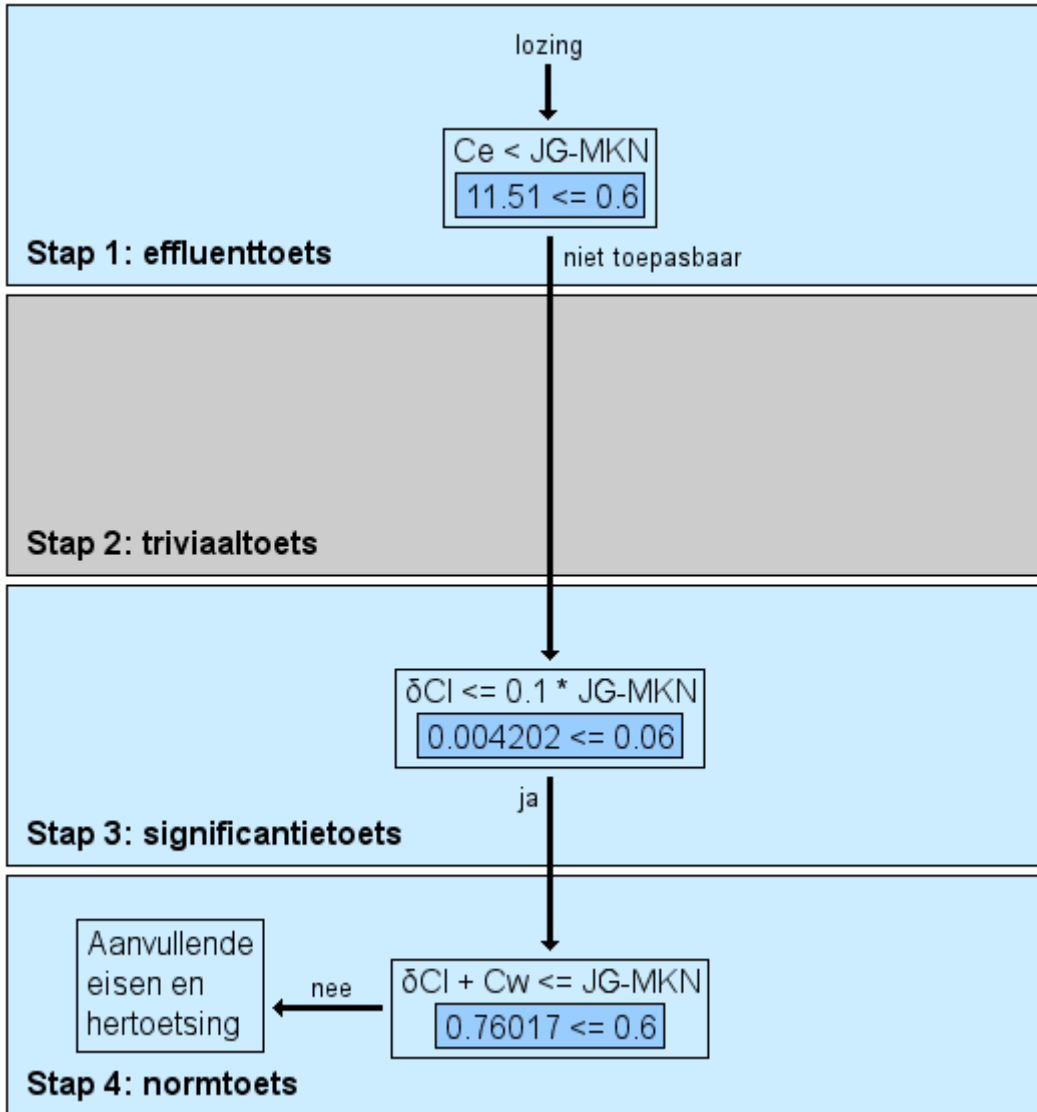 lozing
Ce < JG-MKN
11.51 <= 0.6
niet toepasbaar
Stap 1: effluenttoets
Stap 2: triviaaltoets
δCl <= 0.1 * JG-MKN
0.004202 <= 0.06
ja
Stap 3: significantietoets
Aanvullende
eisen en
hertoetsing
nee
δCl + Cw <= JG-MKN
0.76017 <= 0.6
Stap 4: normtoets